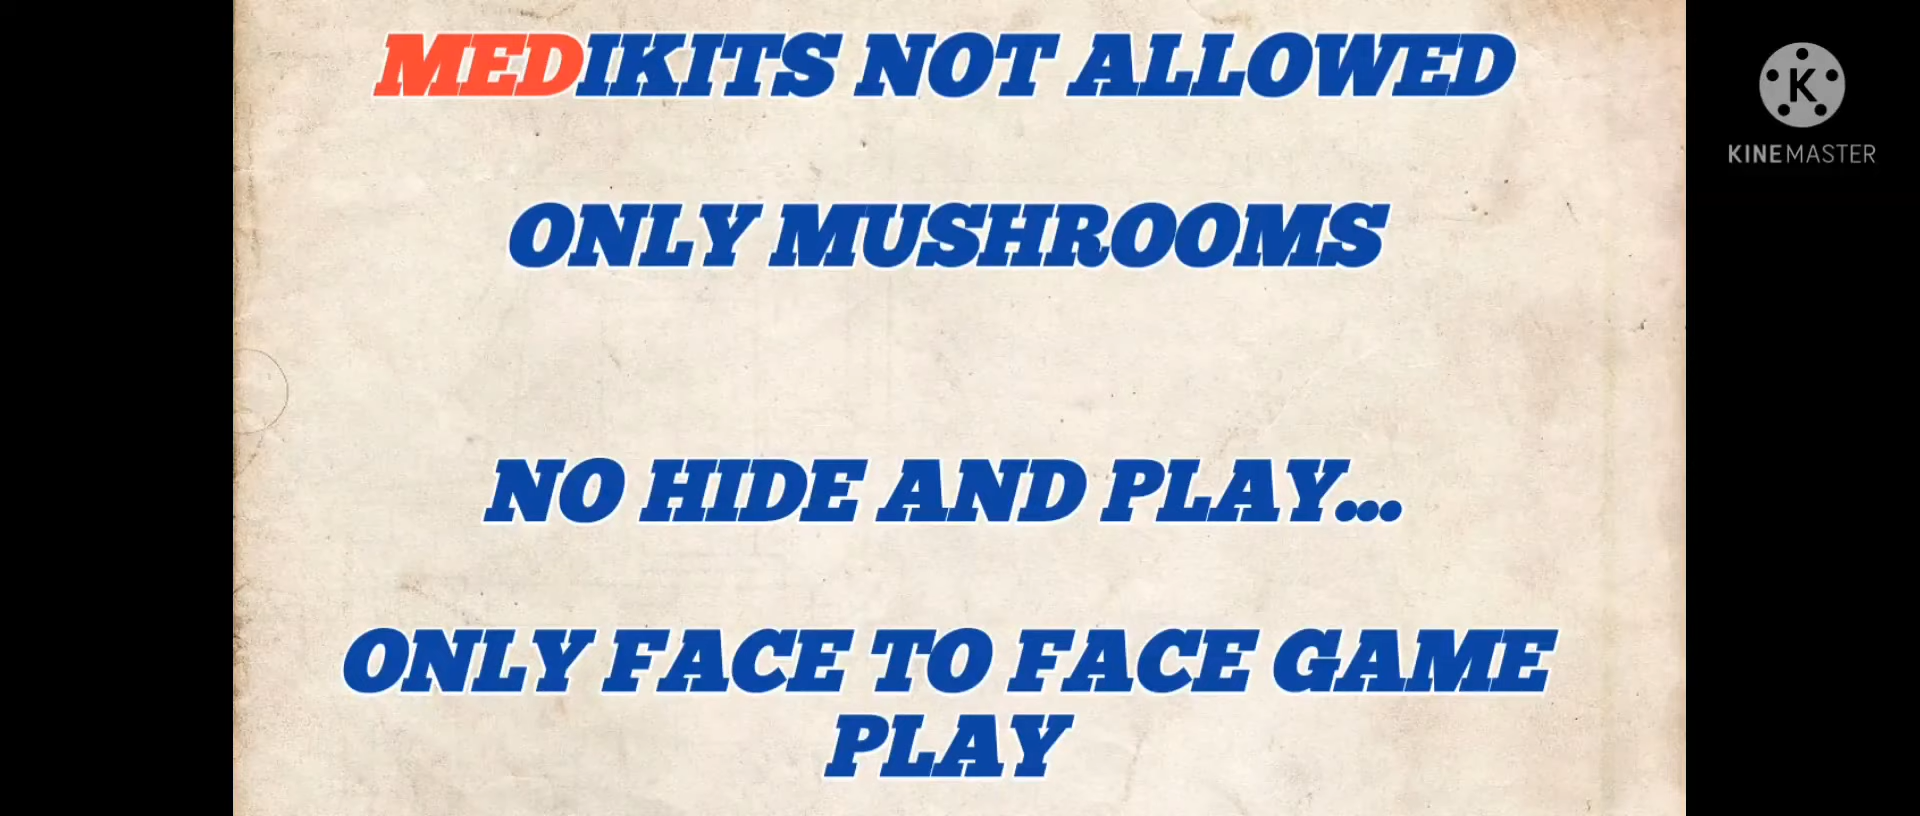 MEDIKITS NOT ALLOWED
ONLY MUSHROOMS
NO HIDE AND PLAY...
ONLY FACE TO FACE GAME
PLAY
K
KINEMASTER